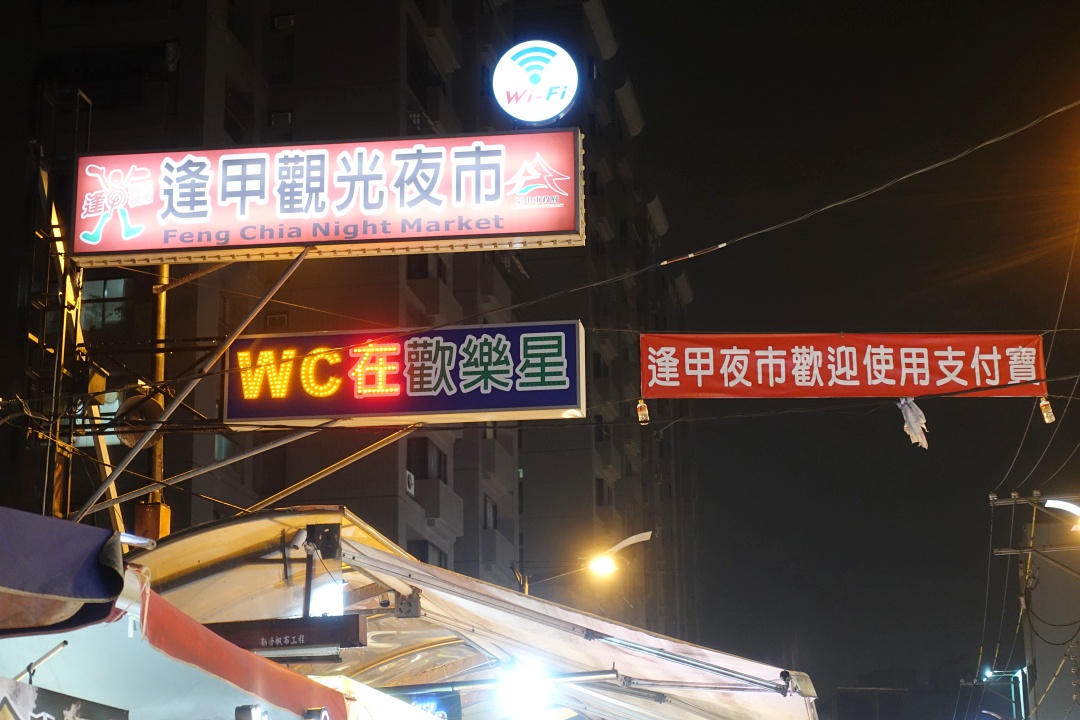 Wi-Fi
逢甲觀光夜市
Feng Chia Night Market
WC在歡樂星
逢甲夜市歡迎使用支付寶